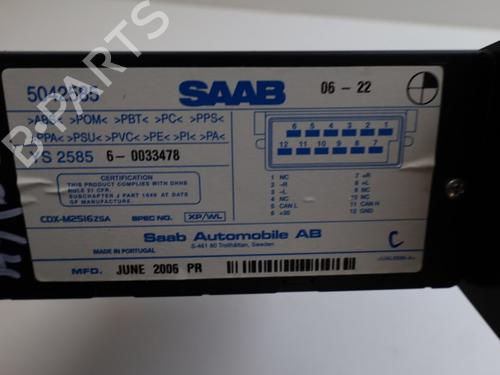 B-PARTS
5042585
SAAB
06 - 22
>ABS< >POM< >PBT< >PC< >PPS<
>PPA< >PSU< >PVC< >PE< >PI< >PA<
PS 2585 6-0033478
CERTIFICATION
THIS PRODUCT COMPLIES WITH DHHS
RULE 21 CFR,
SUBCHAPTER J PART 1040 AT DATE
OF MANUFACTURE.
6 5 4 3 2 1
12 11 10 9 8 7
1 NC 7 +R
2 -R 8 +L
3 -L 9 NC
4 NC 10 NC
5 CAN L 11 CAN H
6 +30 12 GND
CDX-M2516ZSA SPEC NO. XP/WL
MADE IN PORTUGAL
Saab Automobile AB
S-461 80 Trollhättan, Sweden
C
MFD. JUNE 2006 PR